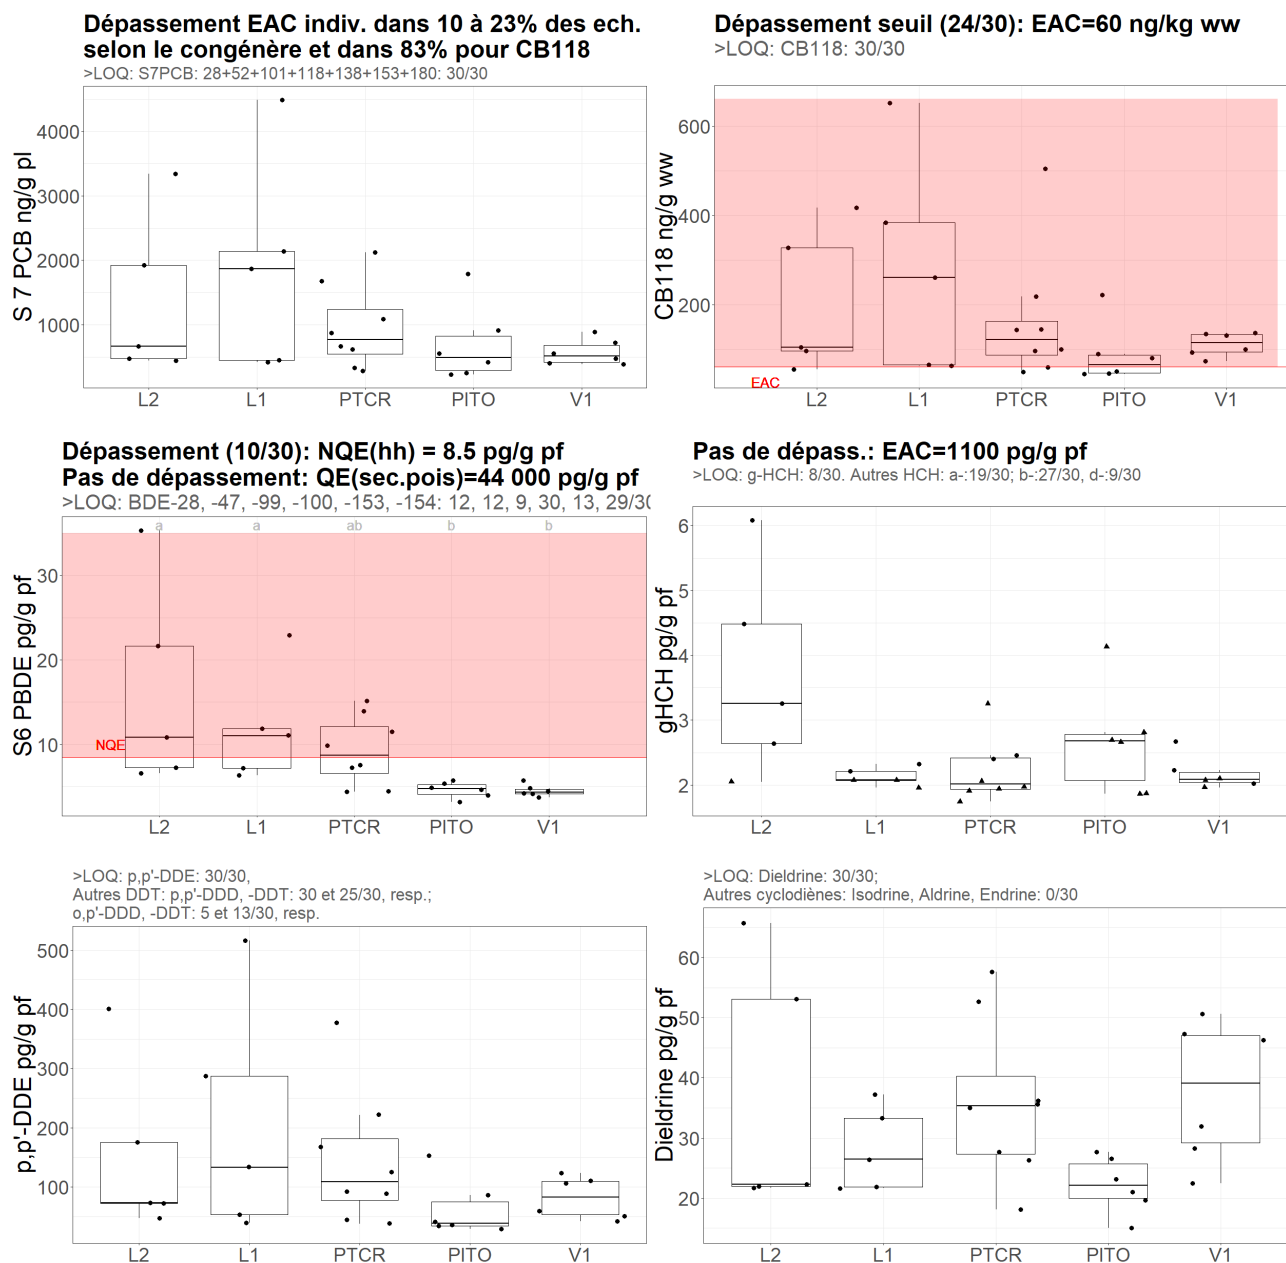 Dépassement EAC indiv. dans 10 à 23% des ech.
selon le congénère et dans 83% pour CB118
>LOQ: S7PCB: 28+52+101+118+138+153+180: 30/30
S 7 PCB ng/g pl
4000
3000
2000
1000
L2 L1 PTCR PITO V1
Dépassement seuil (24/30): EAC=60 ng/kg ww
>LOQ: CB118: 30/30
CB118 ng/g ww
600
400
200
EAC
L2 L1 PTCR PITO V1
Dépassement (10/30): NQE(hh) = 8.5 pg/g pf
Pas de dépassement: QE(sec.pois)=44 000 pg/g pf
>LOQ: BDE-28, -47, -99, -100, -153, -154: 12, 12, 9, 30, 13, 29/30
a a ab b b
S6 PBDE pg/g pf
30
20
10
NQE
L2 L1 PTCR PITO V1
Pas de dépass.: EAC=1100 pg/g pf
>LOQ: g-HCH: 8/30. Autres HCH: a-:19/30; b-:27/30, d-:9/30
gHCH pg/g pf
6
5
4
3
2
L2 L1 PTCR PITO V1
>LOQ: p,p'-DDE: 30/30,
Autres DDT: p,p'-DDD, -DDT: 30 et 25/30, resp.;
o,p'-DDD, -DDT: 5 et 13/30, resp.
p,p'-DDE pg/g pf
500
400
300
200
100
L2 L1 PTCR PITO V1
>LOQ: Dieldrine: 30/30;
Autres cyclodiènes: Isodrine, Aldrine, Endrine: 0/30
Dieldrine pg/g pf
60
50
40
30
20
L2 L1 PTCR PITO V1